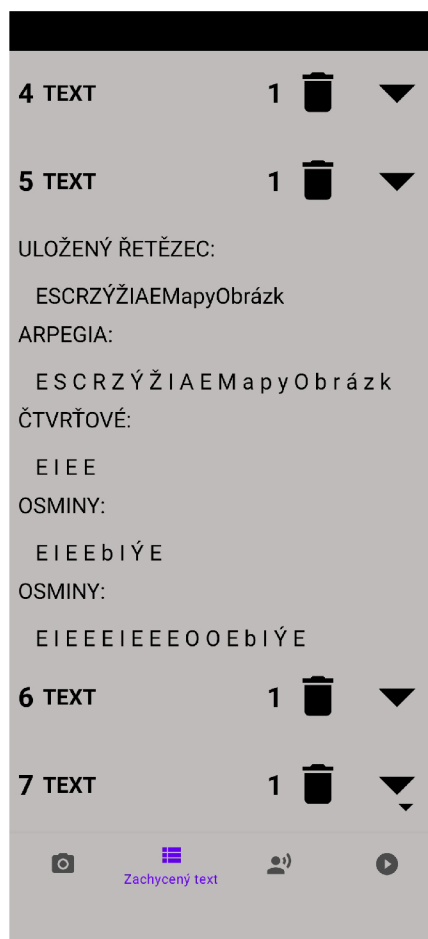 4 TEXT 1
5 TEXT 1
ULOŽENÝ ŘETĚZEC:
ESCRZÝŽIAEMapyObrázk
ARPEGIA:
E S C R Z Ý Ž I A E M a p y O b r á z k
ČTVRŤOVÉ:
E I E E
OSMINY:
E I E E b I Ý E
OSMINY:
E I E E E I E E E O O E b I Ý E
6 TEXT 1
7 TEXT 1
Zachycený text